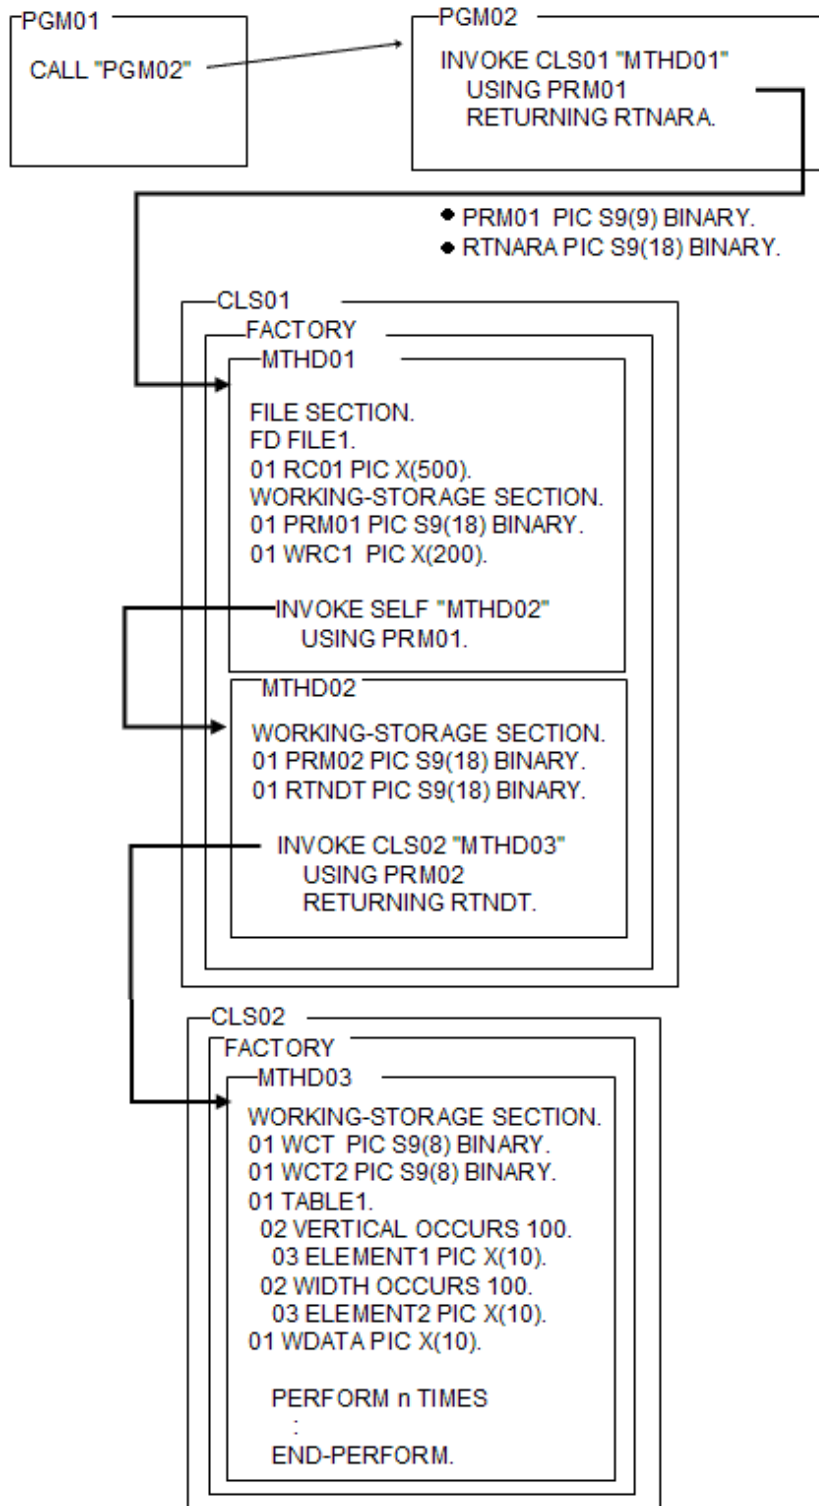 PGM01
CALL "PGM02"
PGM02
INVOKE CLS01 "MTHD01"
USING PRM01
RETURNING RTNARA.
● PRM01 PIC S9(9) BINARY.
● RTNARA PIC S9(18) BINARY.
CLS01
FACTORY
MTHD01
FILE SECTION.
FD FILE1.
01 RC01 PIC X(500).
WORKING-STORAGE SECTION.
01 PRM01 PIC S9(18) BINARY.
01 WRC1 PIC X(200).
INVOKE SELF "MTHD02"
USING PRM01.
MTHD02
WORKING-STORAGE SECTION.
01 PRM02 PIC S9(18) BINARY.
01 RTNDT PIC S9(18) BINARY.
INVOKE CLS02 "MTHD03"
USING PRM02
RETURNING RTNDT.
CLS02
FACTORY
MTHD03
WORKING-STORAGE SECTION.
01 WCT PIC S9(8) BINARY.
01 WCT2 PIC S9(8) BINARY.
01 TABLE1.
02 VERTICAL OCCURS 100.
03 ELEMENT1 PIC X(10).
02 WIDTH OCCURS 100.
03 ELEMENT2 PIC X(10).
01 WDATA PIC X(10).
PERFORM n TIMES
:
END-PERFORM.